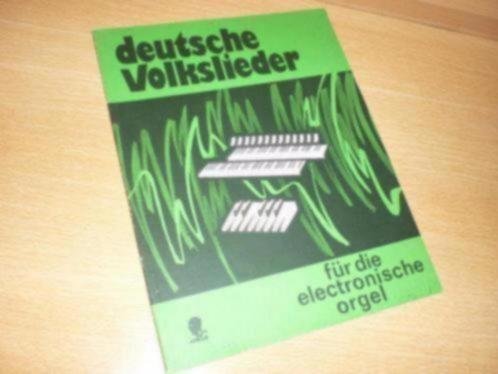 deutsche
Volkslieder
für die
electronische
orgel